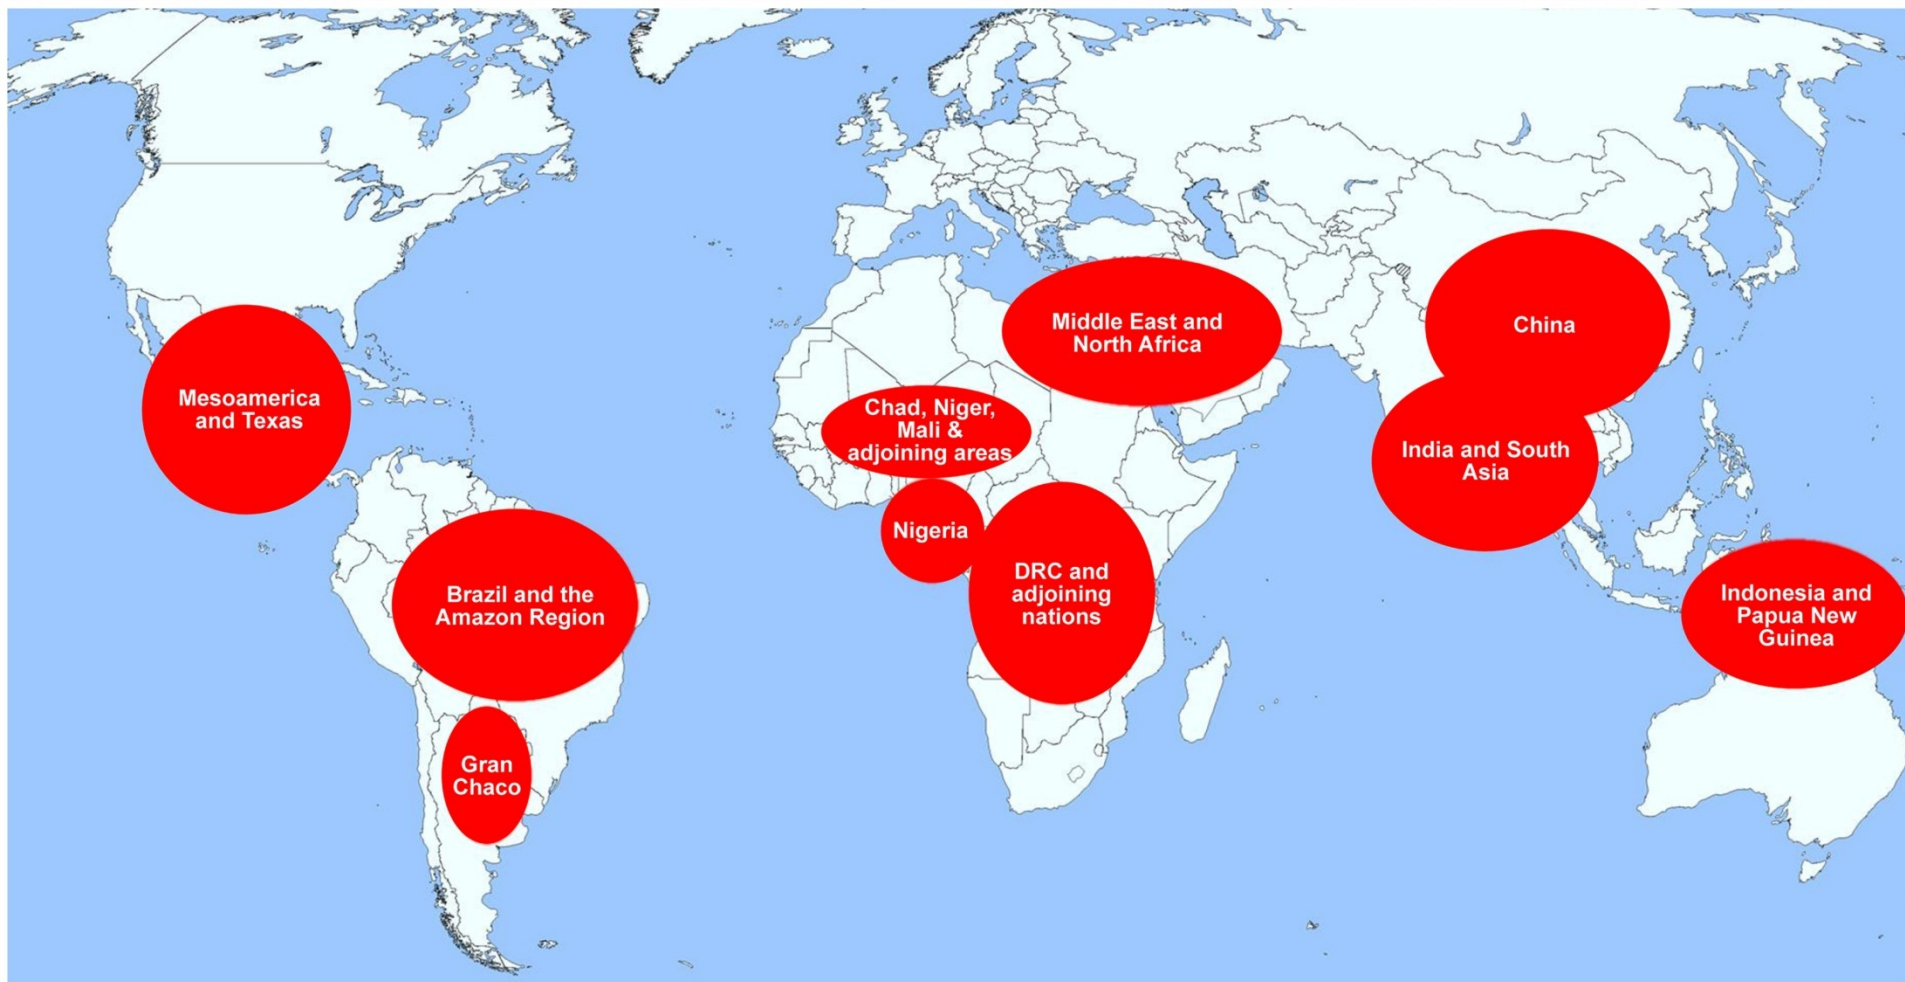 Mesoamerica
and Texas
Brazil and the
Amazon Region
Gran
Chaco
Middle East and
North Africa
Chad, Niger,
Mali &
adjoining areas
Nigeria
DRC and
adjoining
nations
China
India and South
Asia
Indonesia and
Papua New
Guinea